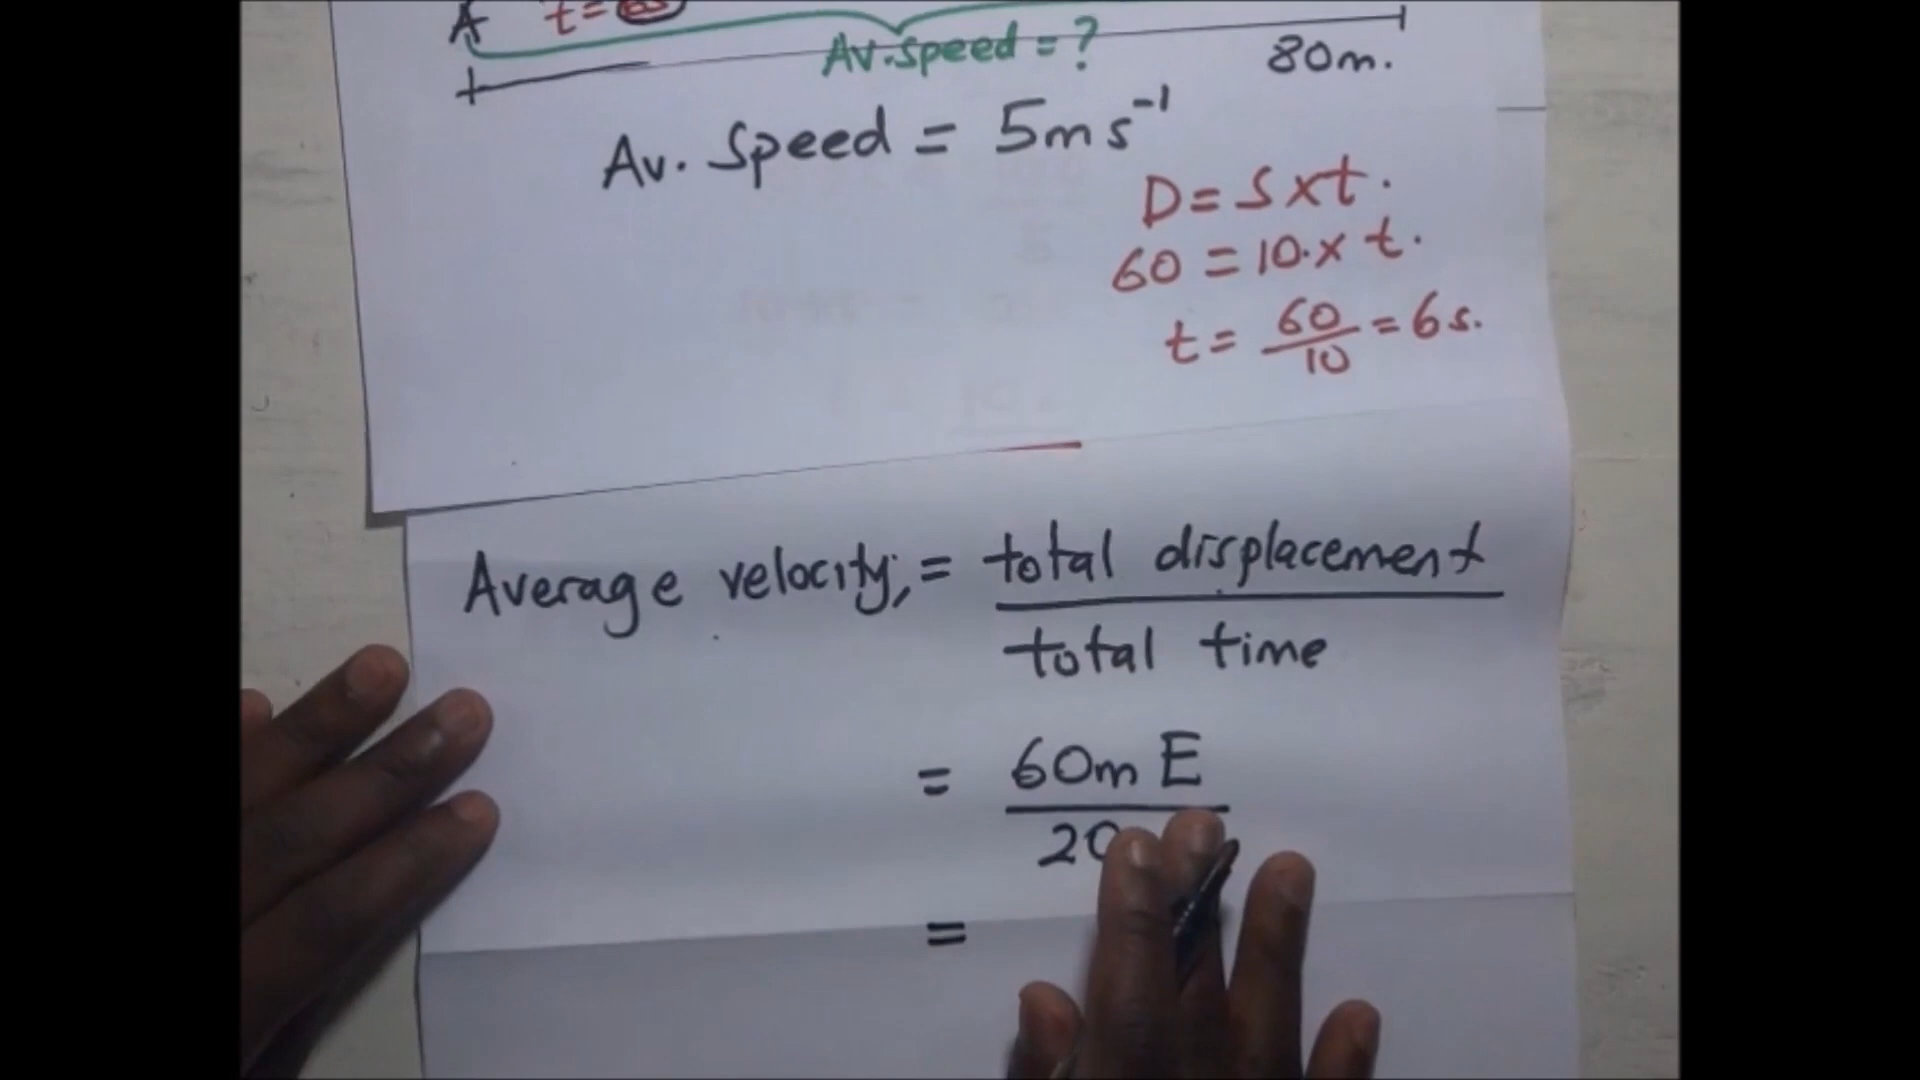 A t=
Av.speed = ?
80m.
Av. Speed = 5ms⁻¹
D = S x t.
60 = 10.x t.
t = 60/10 = 6s.
Average velocity, = total displacement
total time
= 60m E
20
=